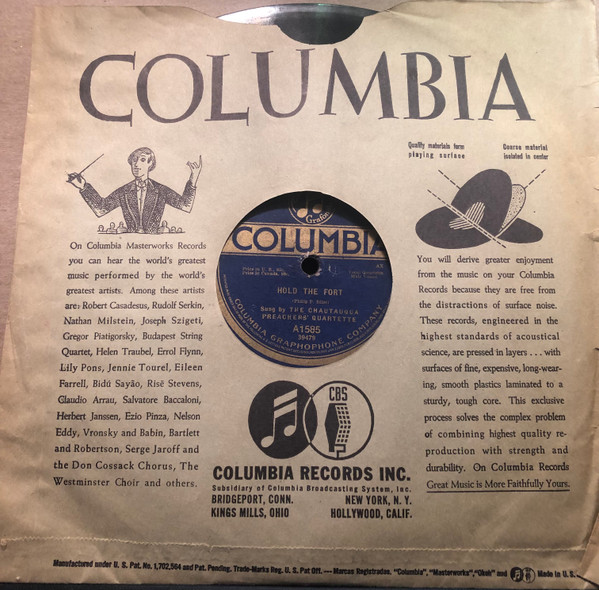 COLUMBIA
Quality materials form
playing surface
Coarse material
isolated in center
On Columbia Masterworks Records
you can hear the world's greatest
music performed by the world's
greatest artists. Among these artists
are: Robert Casadesus, Rudolf Serkin,
Nathan Milstein, Joseph Szigeti,
Gregor Piatigorsky, Budapest String
Quartet, Helen Traubel, Errol Flynn,
Lily Pons, Jennie Tourel, Eileen
Farrell, Bidú Sayão, Risë Stevens,
Claudio Arrau, Salvatore Baccaloni,
Herbert Janssen, Ezio Pinza, Nelson
Eddy, Vronsky and Babin, Bartlett
and Robertson, Serge Jaroff and
the Don Cossack Chorus, The
Westminster Choir and others.
Grafon
COLUMBIA
HOLD THE FORT
Sung by THE CHAUTAUQUA
PREACHERS' QUARTETTE
A1585
39479
COLUMBIA GRAPHOPHONE COMPANY
You will derive greater enjoyment
from the music on your Columbia
Records because they are free from
the distractions of surface noise.
These records, engineered in the
highest standards of acoustical
science, are pressed in layers . . . with
surfaces of fine, expensive, long-wear-
ing, smooth plastics laminated to a
sturdy, tough core. This exclusive
process solves the complex problem
of combining highest quality re-
production with strength and
durability. On Columbia Records
Great Music is More Faithfully Yours.
CBS
COLUMBIA RECORDS INC.
Subsidiary of Columbia Broadcasting System, Inc.
BRIDGEPORT, CONN. NEW YORK, N. Y.
KINGS MILLS, OHIO HOLLYWOOD, CALIF.
Manufactured under U. S. Pat. No. 1,702,564 and Pat. Pending. Trade-Marks Reg. U. S. Pat Off. — Marcas Registradas. "Columbia", "Masterworks", "Okeh" and Made in U. S.